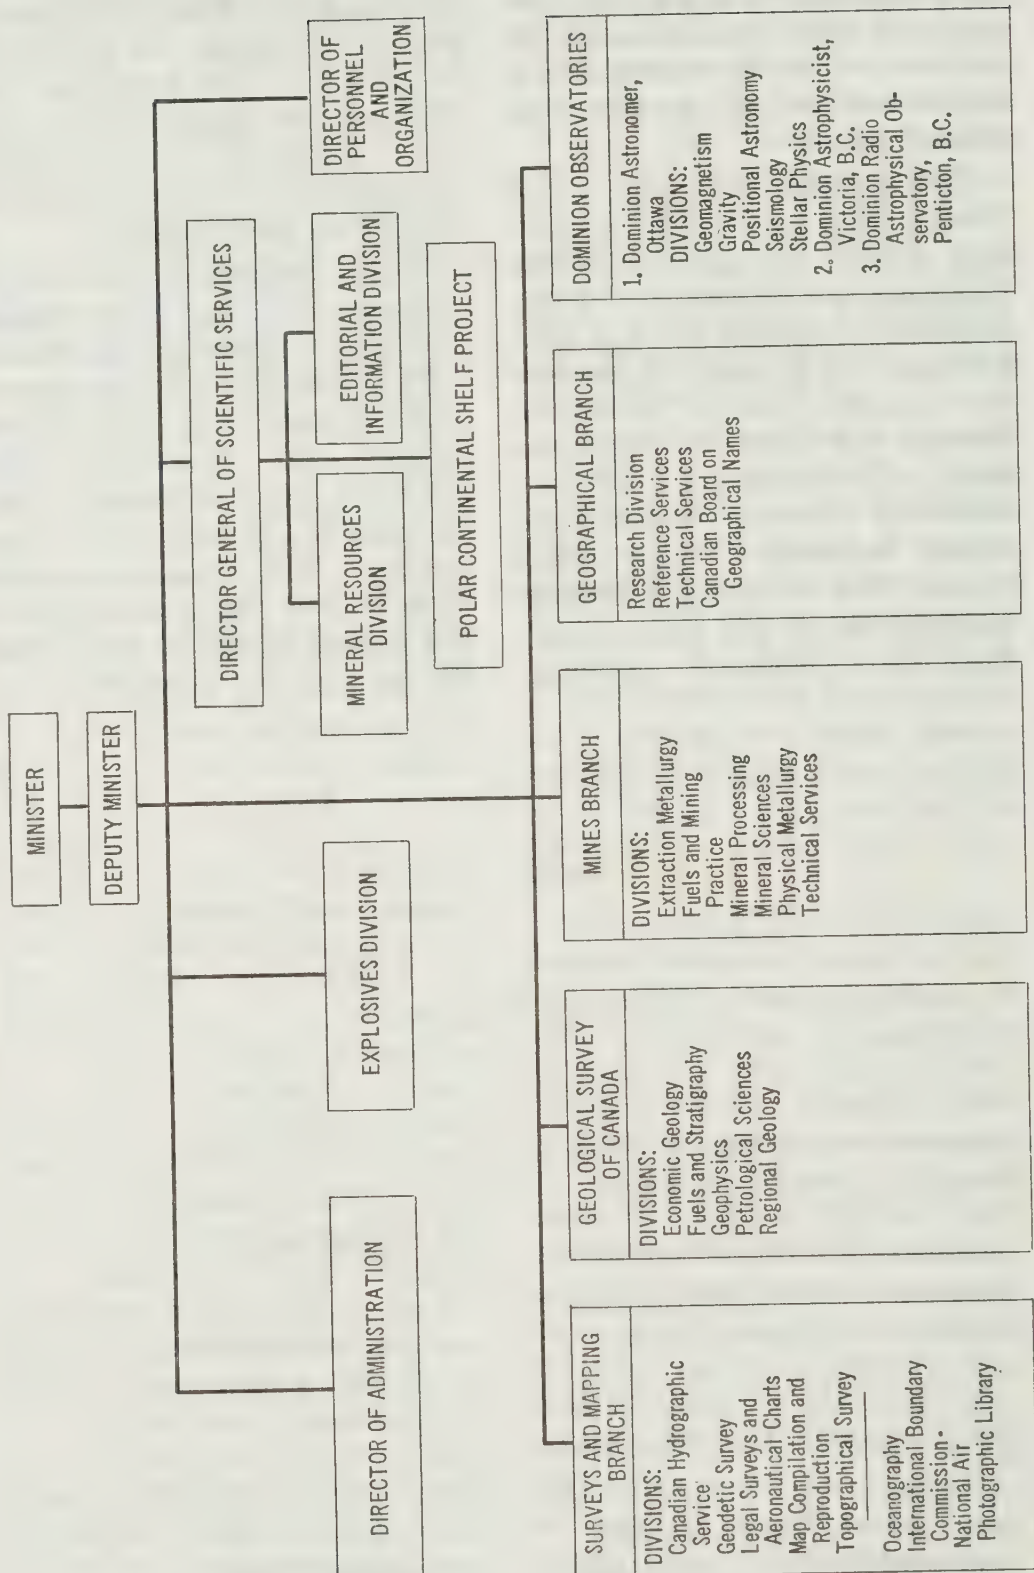 MINISTER
DEPUTY MINISTER
DIRECTOR OF ADMINISTRATION
EXPLOSIVES DIVISION
DIRECTOR GENERAL OF SCIENTIFIC SERVICES
DIRECTOR OF
PERSONNEL
AND
ORGANIZATION
MINERAL RESOURCES
DIVISION
EDITORIAL AND
INFORMATION DIVISION
POLAR CONTINENTAL SHELF PROJECT
SURVEYS AND MAPPING
BRANCH
DIVISIONS:
Canadian Hydrographic
Service
Geodetic Survey
Legal Surveys and
Aeronautical Charts
Map Compilation and
Reproduction
Topographical Survey
Oceanography
International Boundary
Commission
National Air
Photographic Library
GEOLOGICAL SURVEY
OF CANADA
DIVISIONS:
Economic Geology
Fuels and Stratigraphy
Geophysics
Petrological Sciences
Regional Geology
MINES BRANCH
DIVISIONS:
Extraction Metallurgy
Fuels and Mining
Practice
Mineral Processing
Mineral Sciences
Physical Metallurgy
Technical Services
GEOGRAPHICAL BRANCH
Research Division
Reference Services
Technical Services
Canadian Board on
Geographical Names
DOMINION OBSERVATORIES
1. Dominion Astronomer,
Ottawa
DIVISIONS:
Geomagnetism
Gravity
Positional Astronomy
Seismology
Stellar Physics
2. Dominion Astrophysicist,
Victoria, B.C.
3. Dominion Radio
Astrophysical Ob-
servatory,
Penticton, B.C.